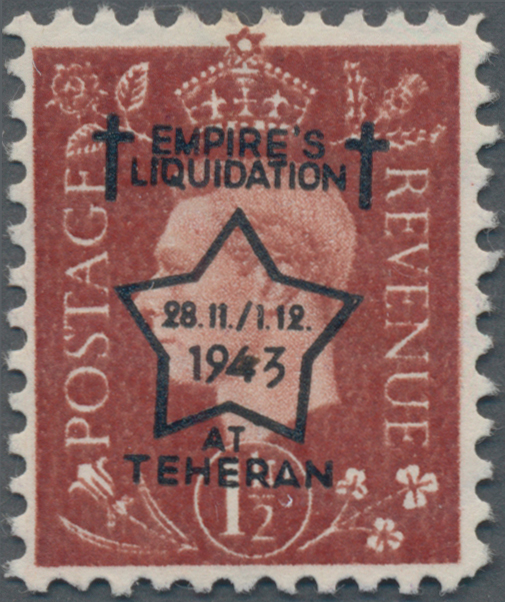 † EMPIRE'S †
LIQUIDATION
POSTAGE
REVENUE
28.11./1.12.
1943
AT
TEHERAN
1½